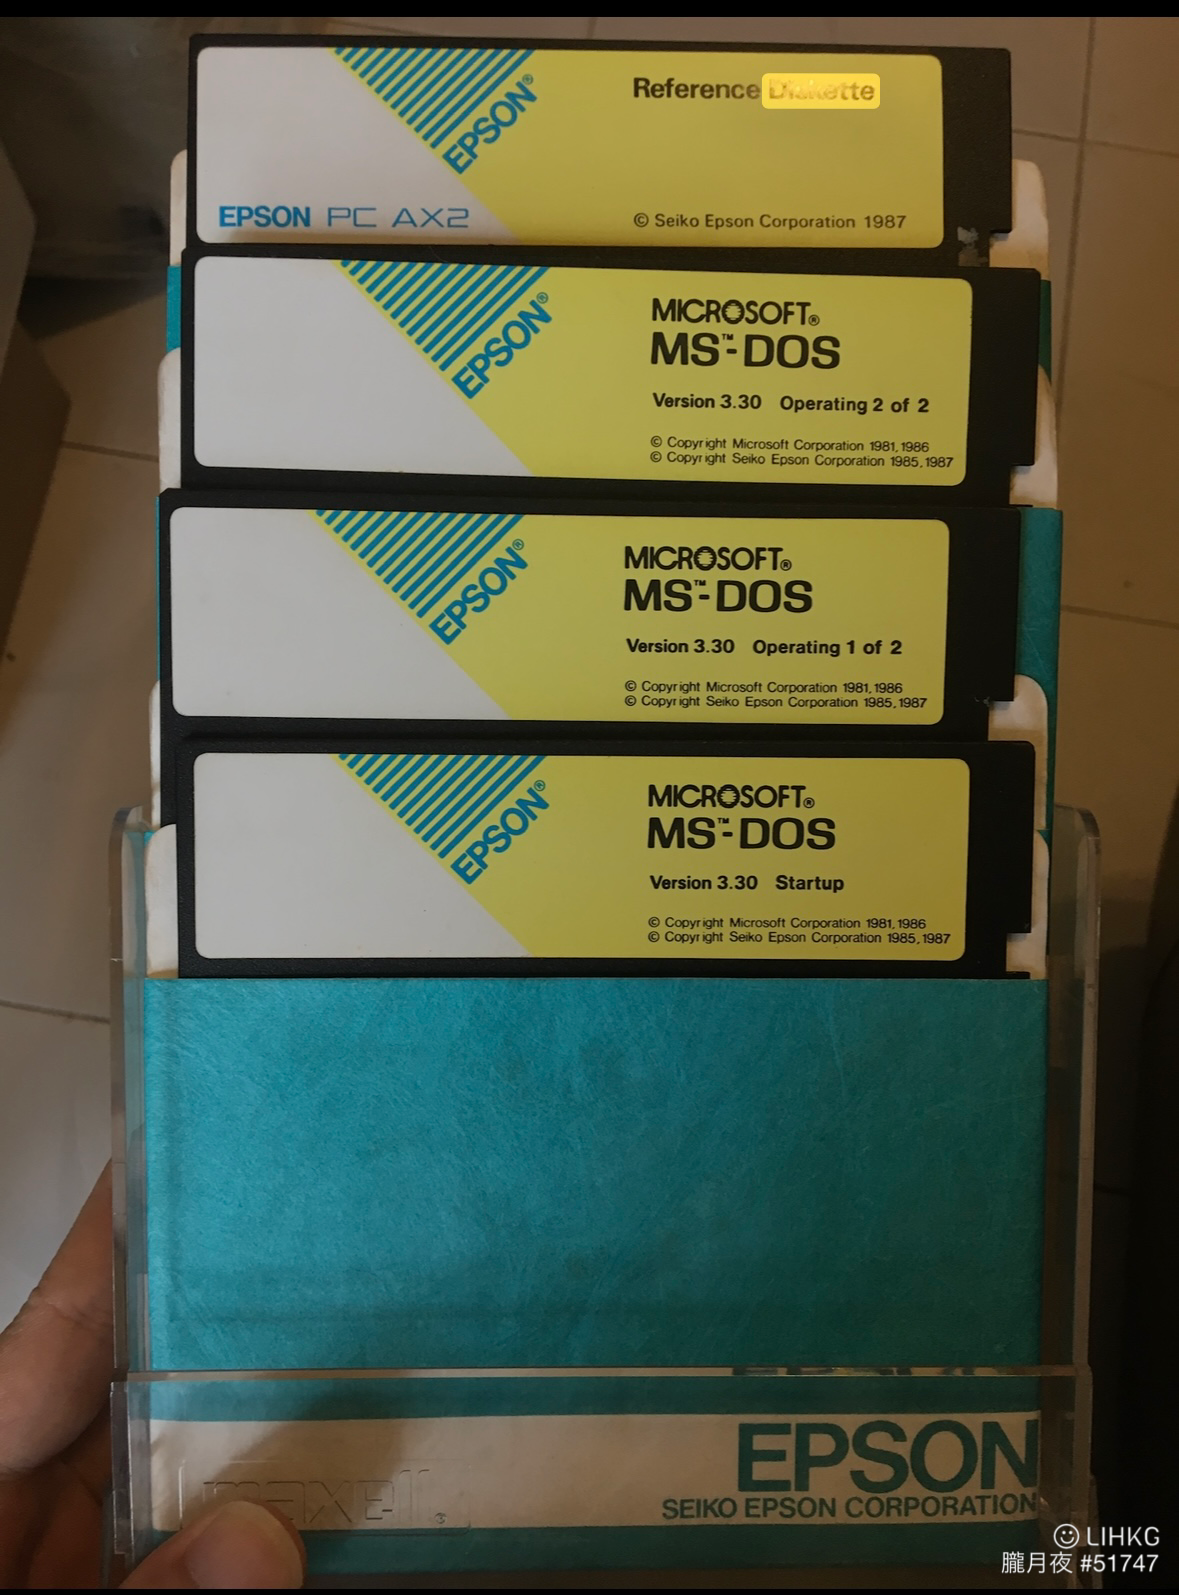 EPSON®
Reference Diskette
EPSON PC AX2
© Seiko Epson Corporation 1987
EPSON®
MICROSOFT®
MS™-DOS
Version 3.30 Operating 2 of 2
© Copyright Microsoft Corporation 1981,1986
© Copyright Seiko Epson Corporation 1985,1987
EPSON®
MICROSOFT®
MS™-DOS
Version 3.30 Operating 1 of 2
© Copyright Microsoft Corporation 1981,1986
© Copyright Seiko Epson Corporation 1985,1987
EPSON®
MICROSOFT®
MS™-DOS
Version 3.30 Startup
© Copyright Microsoft Corporation 1981,1986
© Copyright Seiko Epson Corporation 1985,1987
EPSON
SEIKO EPSON CORPORATION
maxell®
LIHKG
朧月夜 #51747